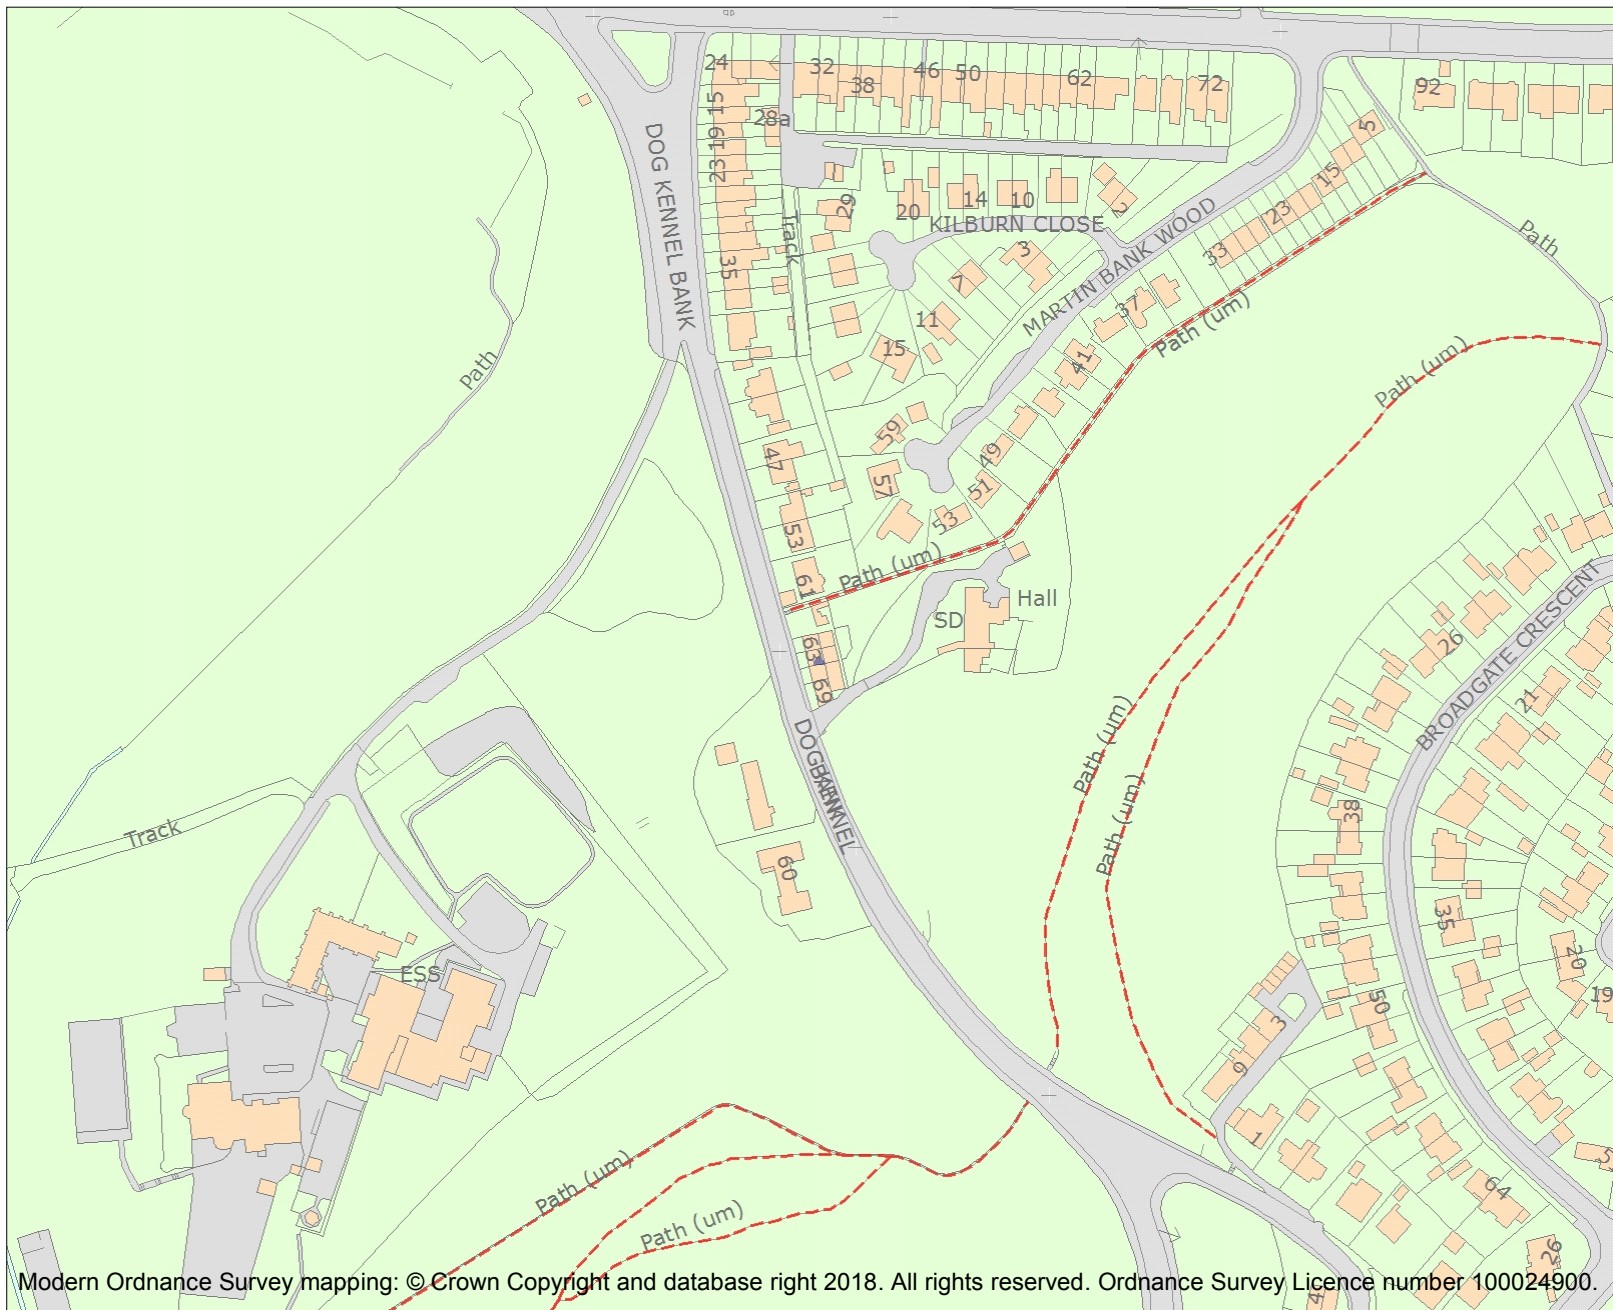 24
32
38
46
50
62
72
92
15
28a
19
23
5
15
DOG KENNEL BANK
29
20
14
10
2
23
KILBURN CLOSE
Track
3
33
MARTIN BANK WOOD
Path
35
7
37
11
15
41
Path (um)
Path (um)
Path
59
47
57
49
51
53
53
61
Path (um)
SD
Hall
63
69
26
BROADGATE CRESCENT
21
DOG KENNEL
BANK
Path (um)
Path (um)
38
Track
60
35
20
19
ESS
50
3
9
1
Path (um)
Path (um)
64
5
26
Modern Ordnance Survey mapping: © Crown Copyright and database right 2018. All rights reserved. Ordnance Survey Licence number 100024900.